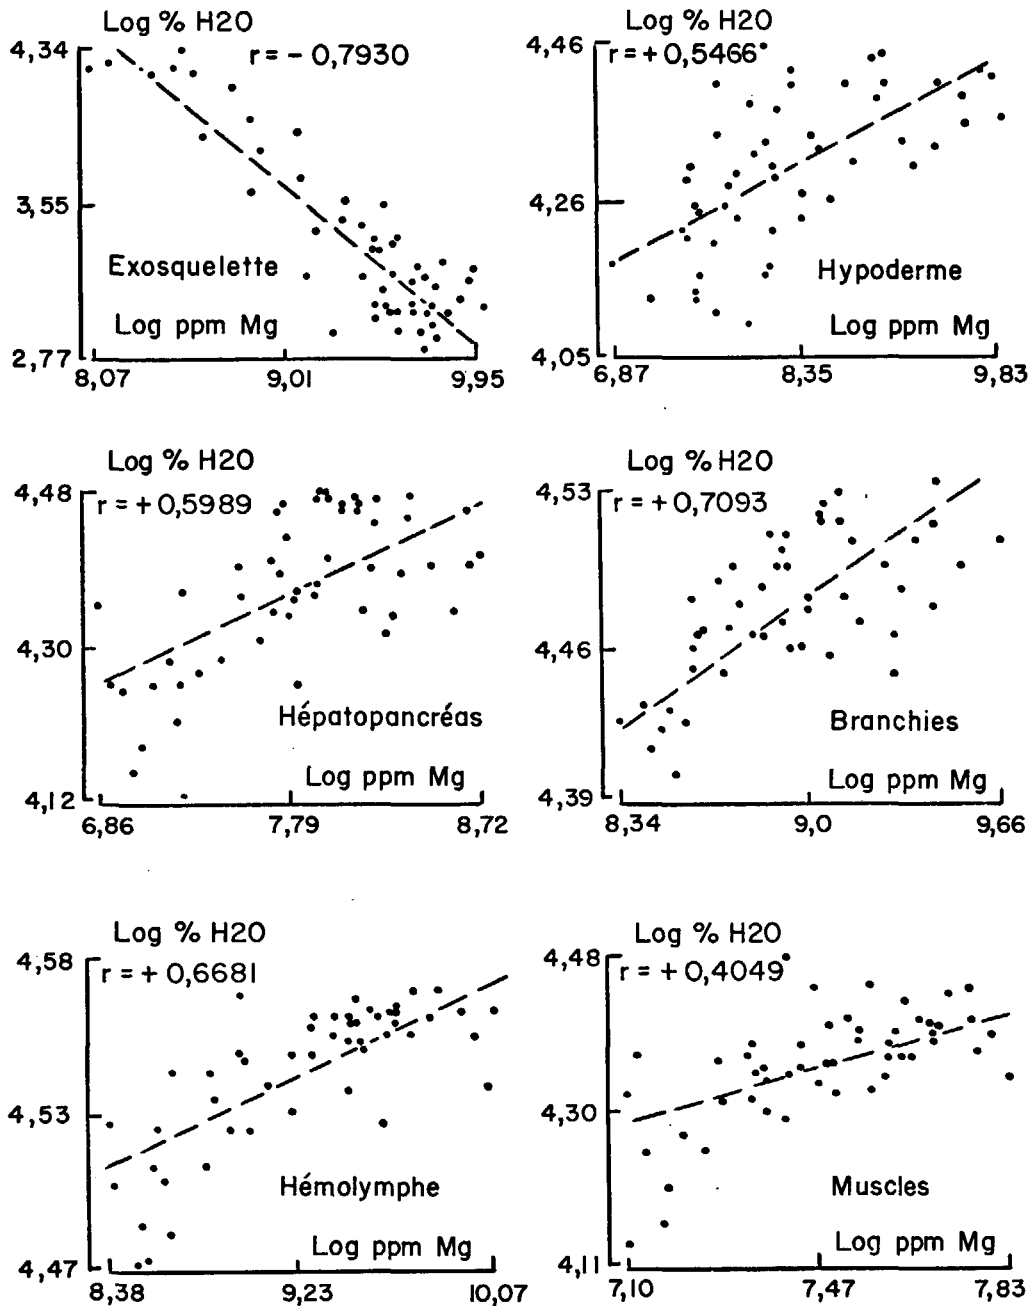 Log % H2O
r = - 0,7930
4,34
3,55
2,77
Exosquelette
Log ppm Mg
8,07 9,01 9,95
Log % H2O
r = + 0,5466
4,46
4,26
4,05
Hypoderme
Log ppm Mg
6,87 8,35 9,83
Log % H2O
r = + 0,5989
4,48
4,30
4,12
Hépatopancréas
Log ppm Mg
6,86 7,79 8,72
Log % H2O
r = + 0,7093
4,53
4,46
4,39
Branchies
Log ppm Mg
8,34 9,0 9,66
Log % H2O
r = + 0,6681
4,58
4,53
4,47
Hémolymphe
Log ppm Mg
8,38 9,23 10,07
Log % H2O
r = + 0,4049
4,48
4,30
4,11
Muscles
Log ppm Mg
7,10 7,47 7,83